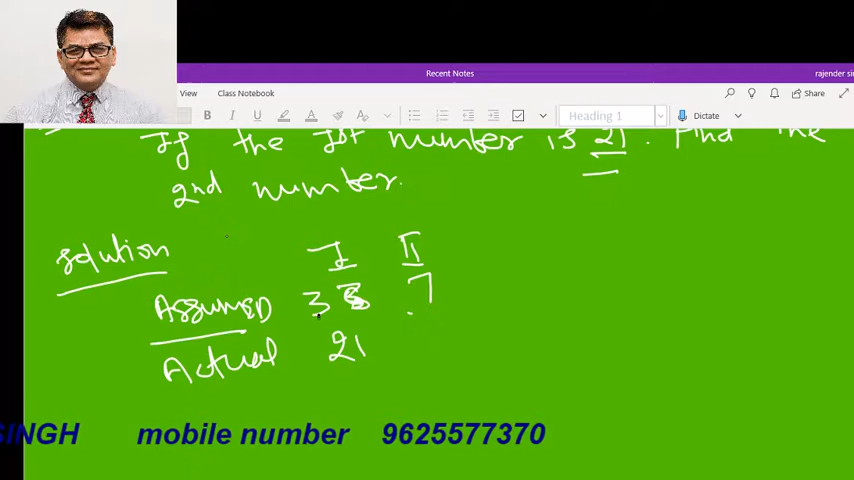 Recent Notes
rajender si
View
Class Notebook
Share
B I U A
Heading 1
Dictate
If the Ist number is 21. Find the
2nd number.
solution
I II
Assumed 3 7
Actual 21
SINGH mobile number 9625577370